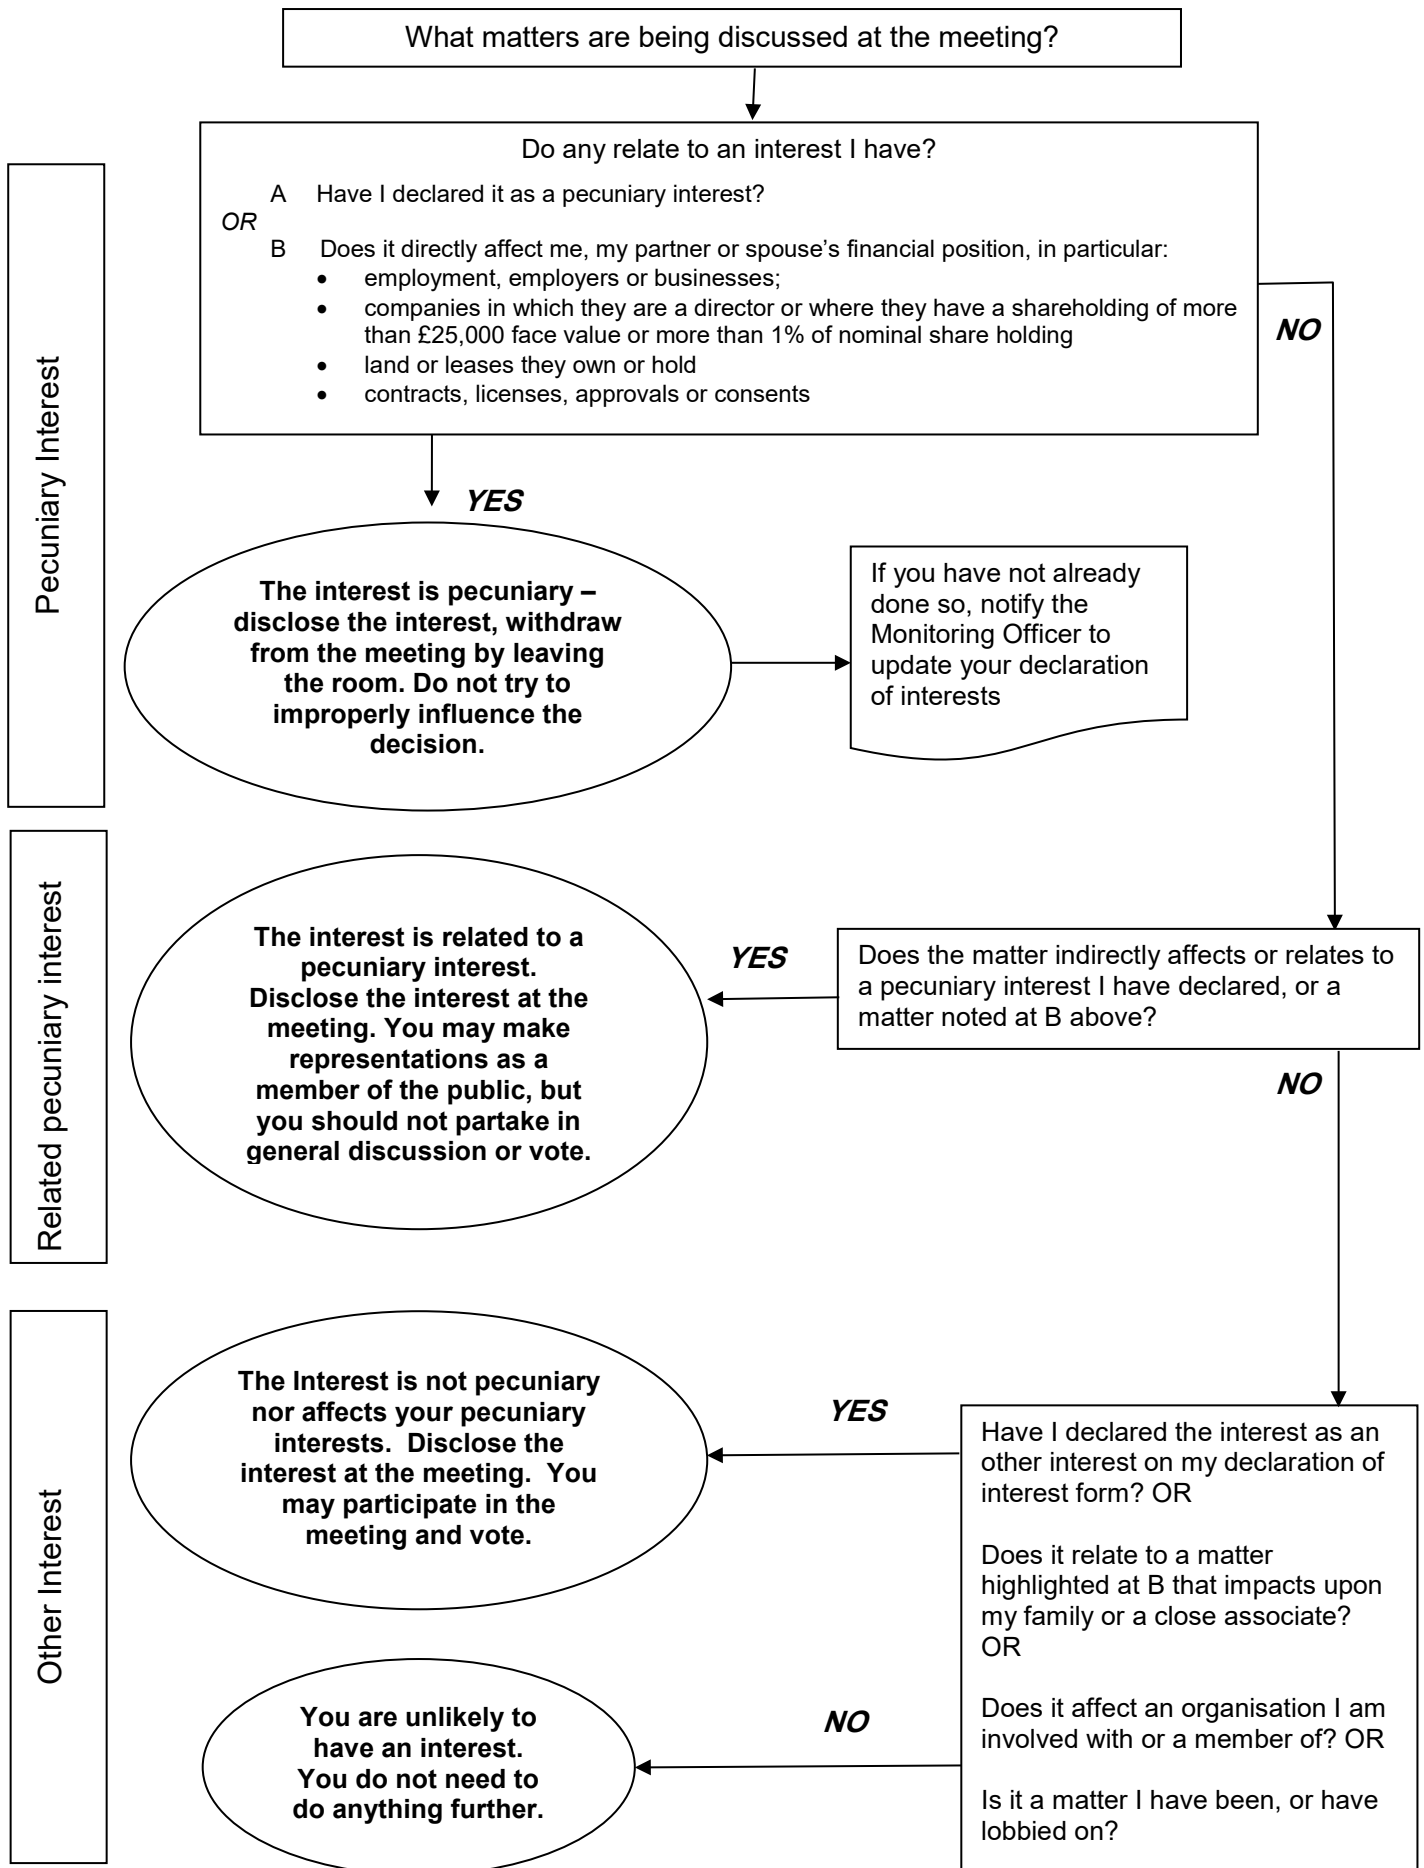 What matters are being discussed at the meeting?
Do any relate to an interest I have?
A Have I declared it as a pecuniary interest?
OR
B Does it directly affect me, my partner or spouse's financial position, in particular:
• employment, employers or businesses;
• companies in which they are a director or where they have a shareholding of more
than £25,000 face value or more than 1% of nominal share holding
• land or leases they own or hold
• contracts, licenses, approvals or consents
NO
Pecuniary Interest
YES
The interest is pecuniary –
disclose the interest, withdraw
from the meeting by leaving
the room. Do not try to
improperly influence the
decision.
If you have not already
done so, notify the
Monitoring Officer to
update your declaration
of interests
Related pecuniary interest
The interest is related to a
pecuniary interest.
Disclose the interest at the
meeting. You may make
representations as a
member of the public, but
you should not partake in
general discussion or vote.
YES
Does the matter indirectly affects or relates to
a pecuniary interest I have declared, or a
matter noted at B above?
NO
Other Interest
The Interest is not pecuniary
nor affects your pecuniary
interests. Disclose the
interest at the meeting. You
may participate in the
meeting and vote.
YES
Have I declared the interest as an
other interest on my declaration of
interest form? OR
Does it relate to a matter
highlighted at B that impacts upon
my family or a close associate?
OR
Does it affect an organisation I am
involved with or a member of? OR
Is it a matter I have been, or have
lobbied on?
NO
You are unlikely to
have an interest.
You do not need to
do anything further.